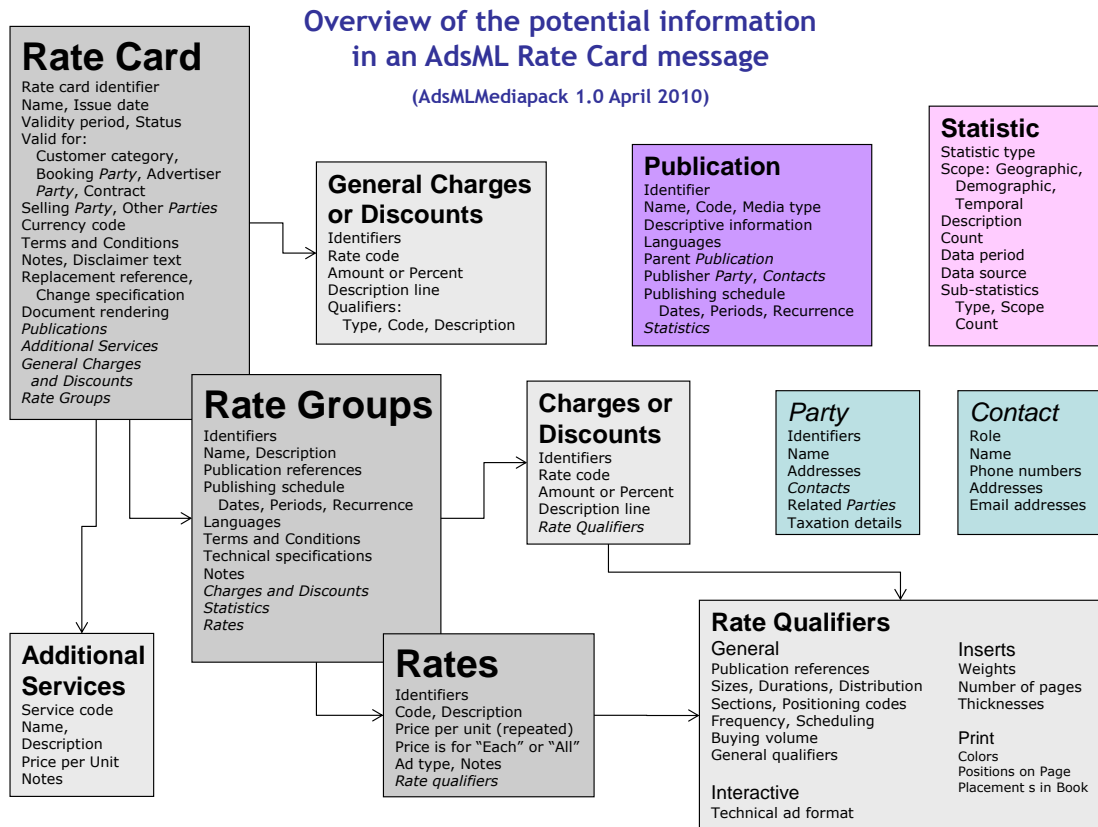 Overview of the potential information
in an AdsML Rate Card message
(AdsMLMediapack 1.0 April 2010)
Rate Card
Rate card identifier
Name, Issue date
Validity period, Status
Valid for:
Customer category,
Booking Party, Advertiser
Party, Contract
Selling Party, Other Parties
Currency code
Terms and Conditions
Notes, Disclaimer text
Replacement reference,
Change specification
Document rendering
Publications
Additional Services
General Charges
and Discounts
Rate Groups
General Charges
or Discounts
Identifiers
Rate code
Amount or Percent
Description line
Qualifiers:
Type, Code, Description
Publication
Identifier
Name, Code, Media type
Descriptive information
Languages
Parent Publication
Publisher Party, Contacts
Publishing schedule
Dates, Periods, Recurrence
Statistics
Statistic
Statistic type
Scope: Geographic,
Demographic,
Temporal
Description
Count
Data period
Data source
Sub-statistics
Type, Scope
Count
Rate Groups
Identifiers
Name, Description
Publication references
Publishing schedule
Dates, Periods, Recurrence
Languages
Terms and Conditions
Technical specifications
Notes
Charges and Discounts
Statistics
Rates
Charges or
Discounts
Identifiers
Rate code
Amount or Percent
Description line
Rate Qualifiers
Party
Identifiers
Name
Addresses
Contacts
Related Parties
Taxation details
Contact
Role
Name
Phone numbers
Addresses
Email addresses
Additional
Services
Service code
Name,
Description
Price per Unit
Notes
Rates
Identifiers
Code, Description
Price per unit (repeated)
Price is for “Each” or “All”
Ad type, Notes
Rate qualifiers
Rate Qualifiers
General
Publication references
Sizes, Durations, Distribution
Sections, Positioning codes
Frequency, Scheduling
Buying volume
General qualifiers
Interactive
Technical ad format
Inserts
Weights
Number of pages
Thicknesses
Print
Colors
Positions on Page
Placement s in Book